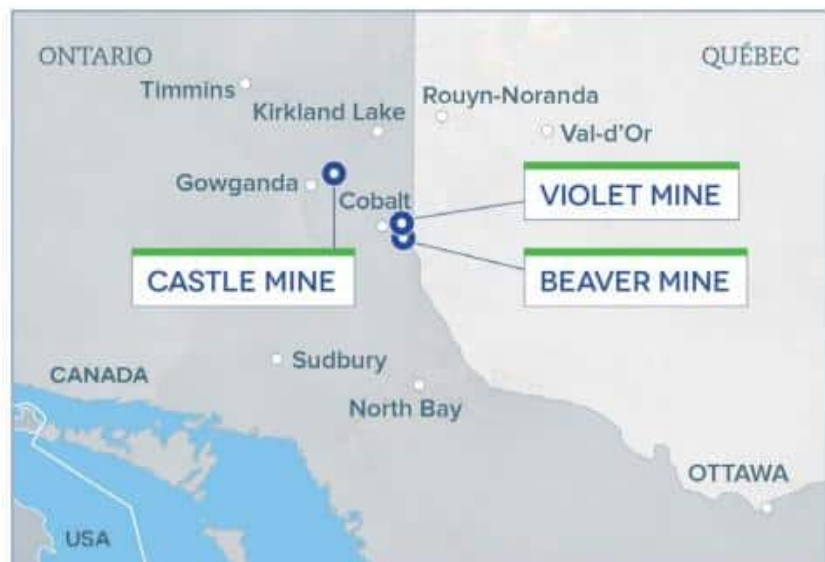 ONTARIO
QUÉBEC
Timmins
Rouyn-Noranda
Kirkland Lake
Val-d'Or
Gowganda
Cobalt
VIOLET MINE
CASTLE MINE
BEAVER MINE
Sudbury
CANADA
North Bay
OTTAWA
USA